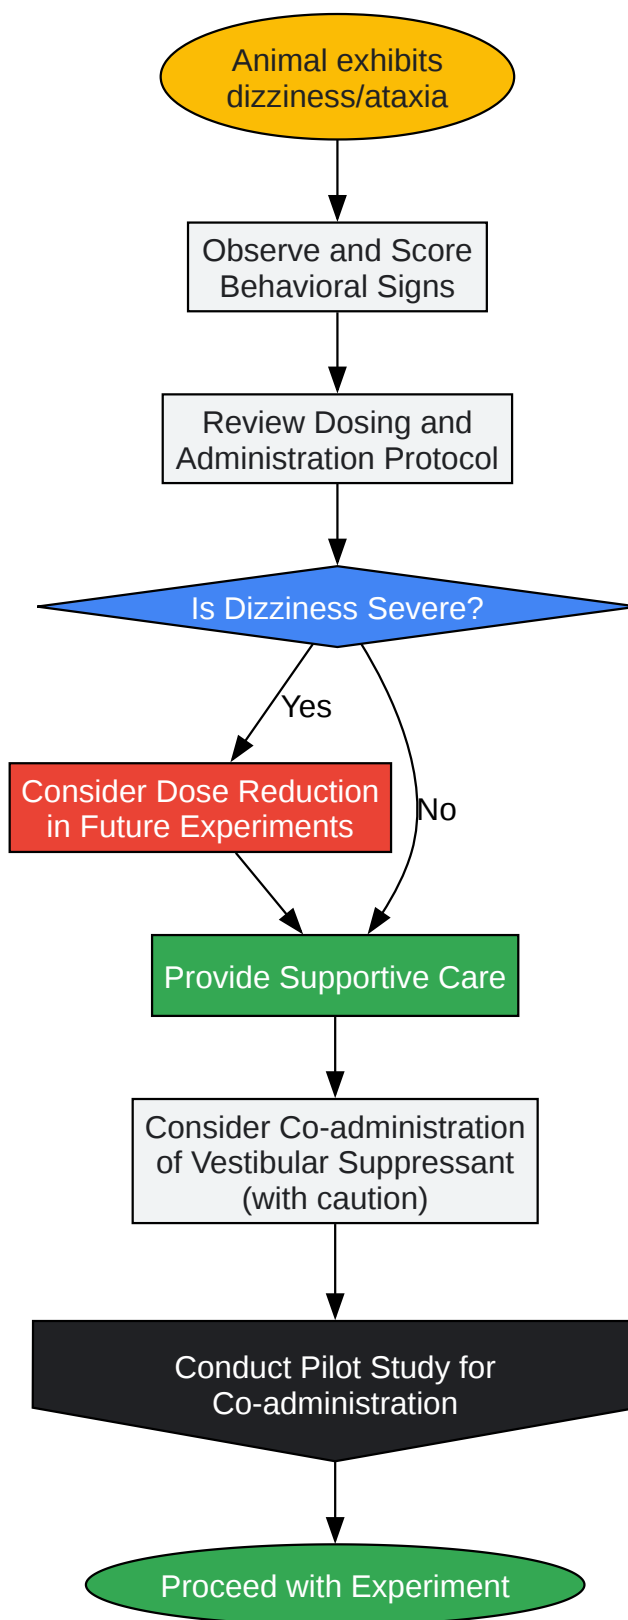 Animal exhibits
dizziness/ataxia
Observe and Score
Behavioral Signs
Review Dosing and
Administration Protocol
Is Dizziness Severe?
Yes
Consider Dose Reduction
in Future Experiments
No
Provide Supportive Care
Consider Co-administration
of Vestibular Suppressant
(with caution)
Conduct Pilot Study for
Co-administration
Proceed with Experiment